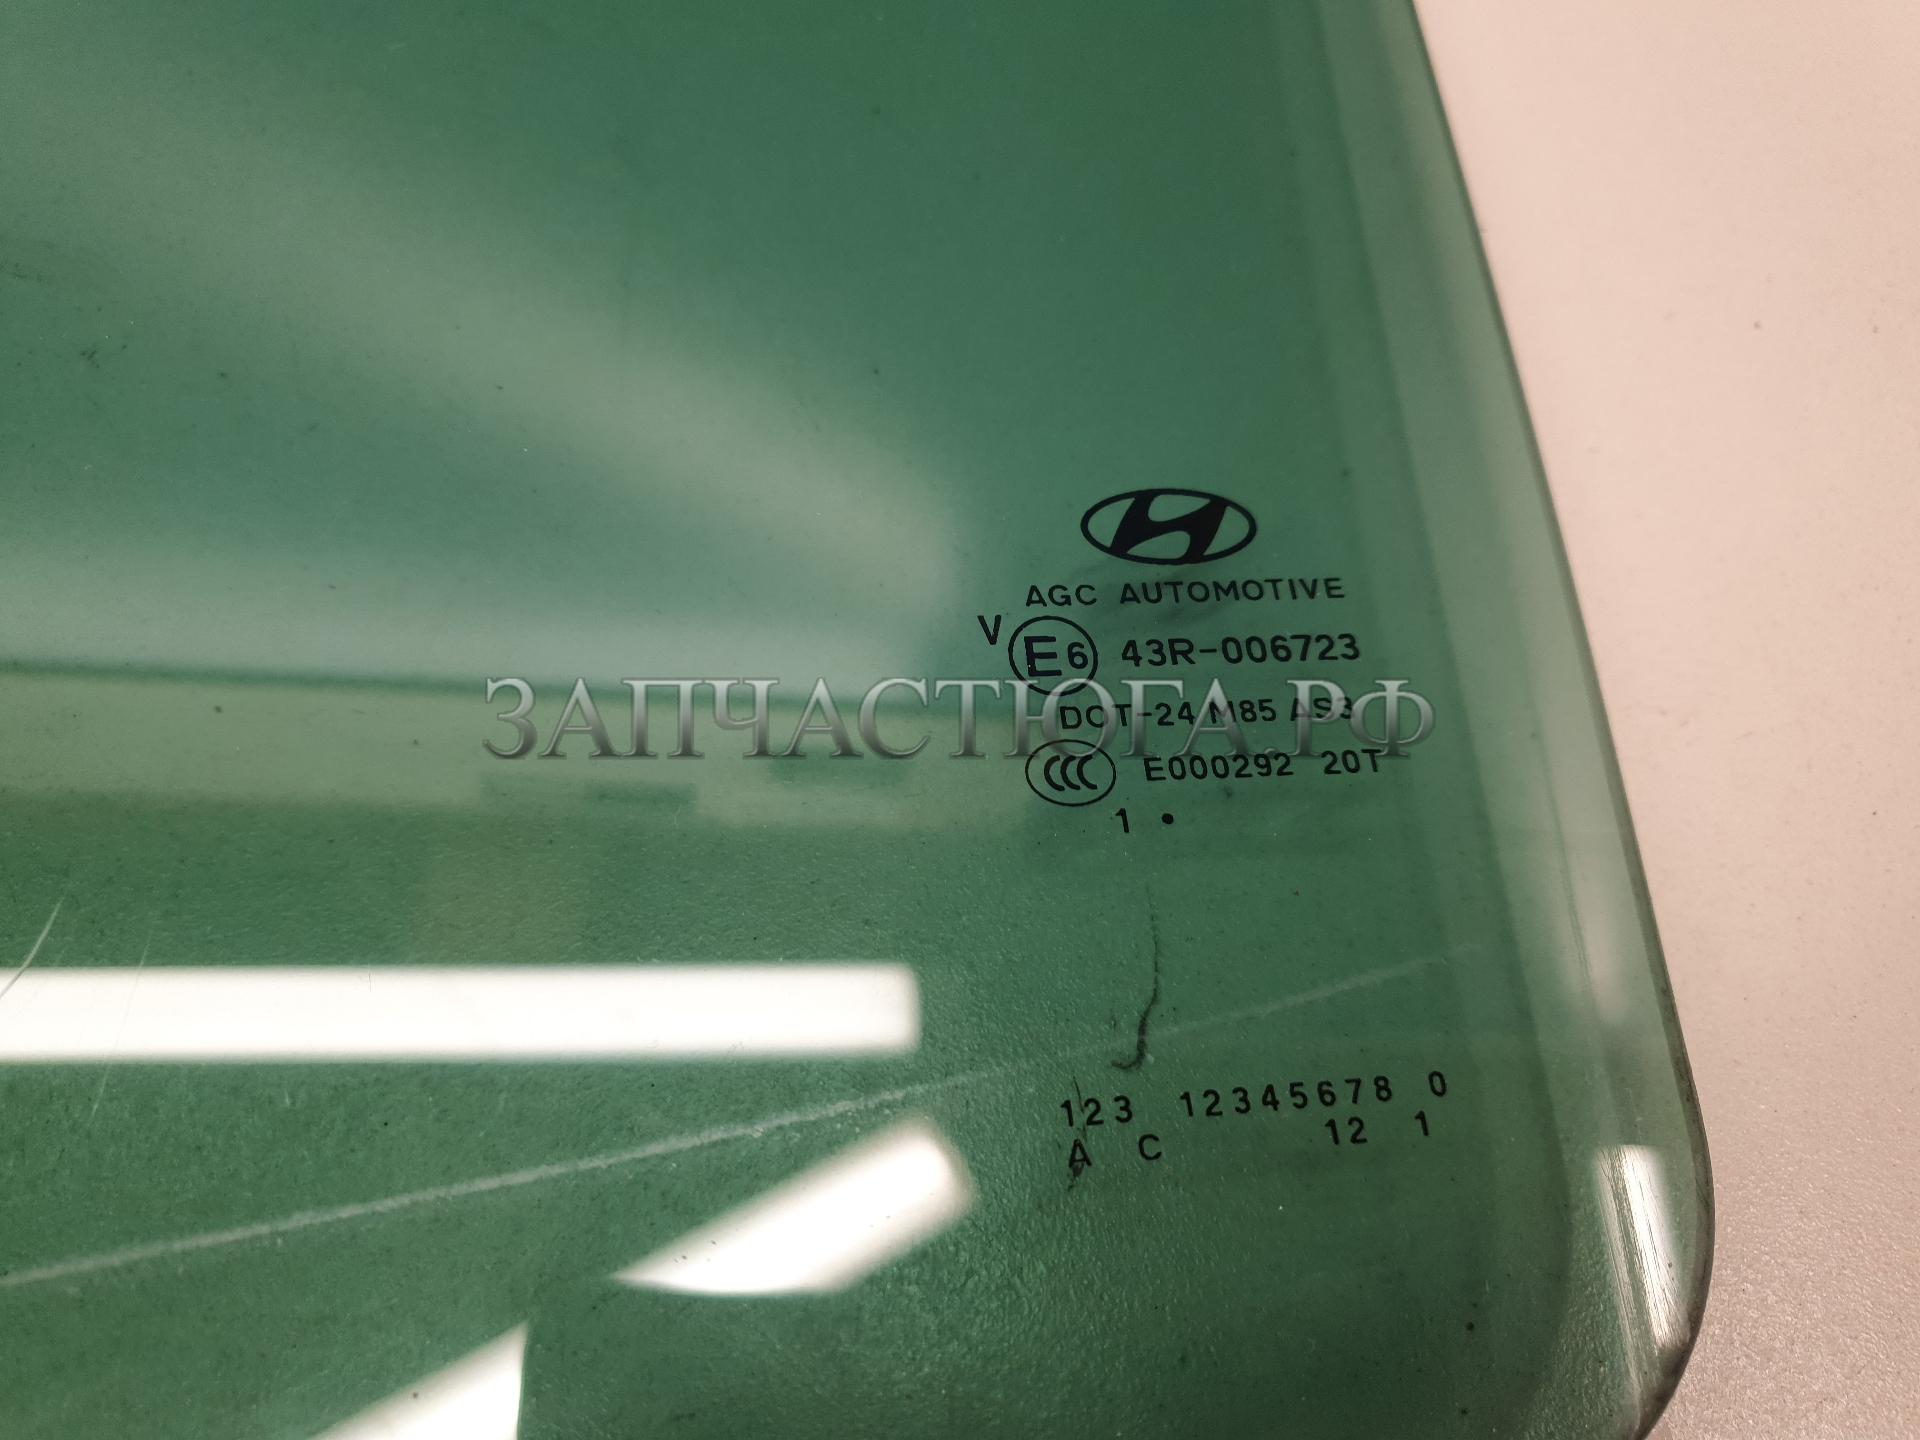 AGC AUTOMOTIVE
V E6 43R-006723
DOT-24 M85 AS3
ЗАПЧАСТЮГА.РФ
CCC E000292 20T
1 •
123 12345678 0
A C 12 1